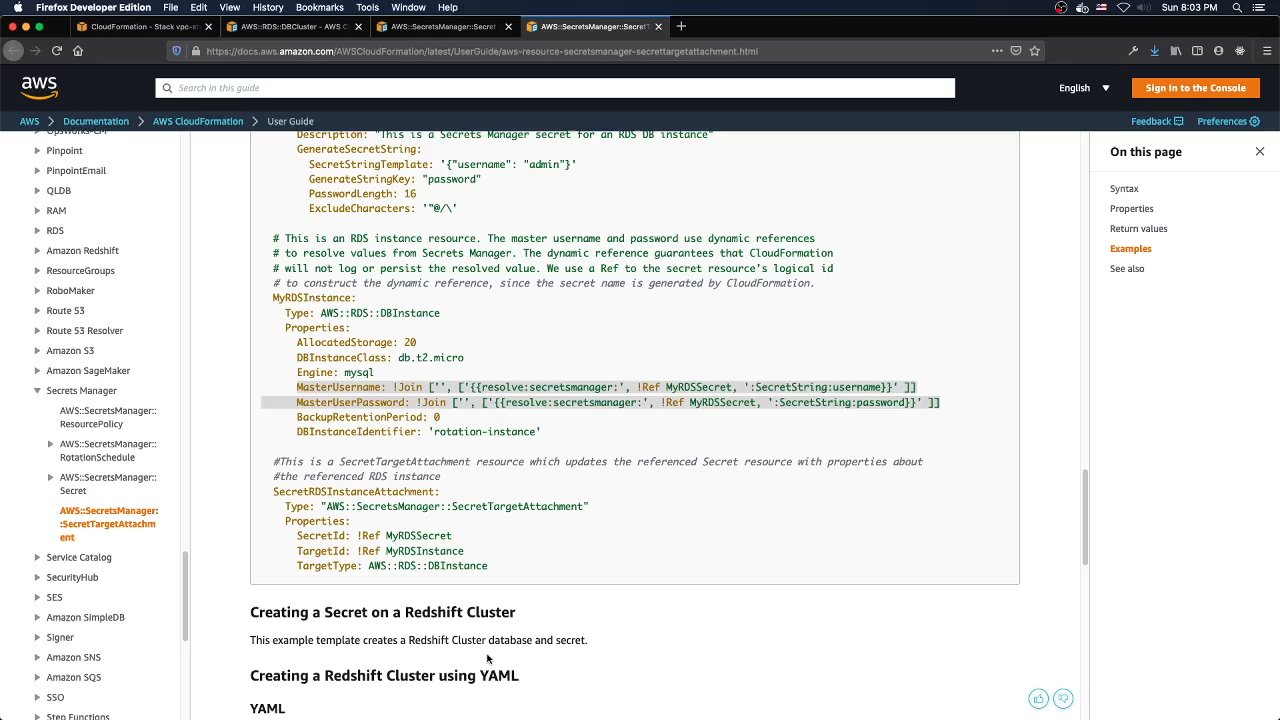 Firefox Developer Edition File Edit View History Bookmarks Tools Window Help
Sun 8:03 PM
CloudFormation - Stack vpc-st
AWS::RDS::DBCluster - AWS C
AWS::SecretsManager::Secret
AWS::SecretsManager::SecretT
https://docs.aws.amazon.com/AWSCloudFormation/latest/UserGuide/aws-resource-secretsmanager-secrettargetattachment.html
aws
Search in this guide
English
Sign In to the Console
AWS > Documentation > AWS CloudFormation > User Guide
Feedback
Preferences
OpsWorks-CM
Pinpoint
PinpointEmail
QLDB
RAM
RDS
Amazon Redshift
ResourceGroups
RoboMaker
Route 53
Route 53 Resolver
Amazon S3
Amazon SageMaker
Secrets Manager
AWS::SecretsManager::
ResourcePolicy
AWS::SecretsManager::
RotationSchedule
AWS::SecretsManager::
Secret
AWS::SecretsManager:
:SecretTargetAttachm
ent
Service Catalog
SecurityHub
SES
Amazon SimpleDB
Signer
Amazon SNS
Amazon SQS
SSO
Step Functions
Description: "This is a Secrets Manager secret for an RDS DB instance"
GenerateSecretString:
SecretStringTemplate: '{"username": "admin"}'
GenerateStringKey: "password"
PasswordLength: 16
ExcludeCharacters: '"@/\'
# This is an RDS instance resource. The master username and password use dynamic references
# to resolve values from Secrets Manager. The dynamic reference guarantees that CloudFormation
# will not log or persist the resolved value. We use a Ref to the secret resource's logical id
# to construct the dynamic reference, since the secret name is generated by CloudFormation.
MyRDSInstance:
Type: AWS::RDS::DBInstance
Properties:
AllocatedStorage: 20
DBInstanceClass: db.t2.micro
Engine: mysql
MasterUsername: !Join ['', ['{{resolve:secretsmanager:', !Ref MyRDSSecret, ':SecretString:username}}' ]]
MasterUserPassword: !Join ['', ['{{resolve:secretsmanager:', !Ref MyRDSSecret, ':SecretString:password}}' ]]
BackupRetentionPeriod: 0
DBInstanceIdentifier: 'rotation-instance'
#This is a SecretTargetAttachment resource which updates the referenced Secret resource with properties about
#the referenced RDS instance
SecretRDSInstanceAttachment:
Type: "AWS::SecretsManager::SecretTargetAttachment"
Properties:
SecretId: !Ref MyRDSSecret
TargetId: !Ref MyRDSInstance
TargetType: AWS::RDS::DBInstance
Creating a Secret on a Redshift Cluster
This example template creates a Redshift Cluster database and secret.
Creating a Redshift Cluster using YAML
YAML
On this page
Syntax
Properties
Return values
Examples
See also